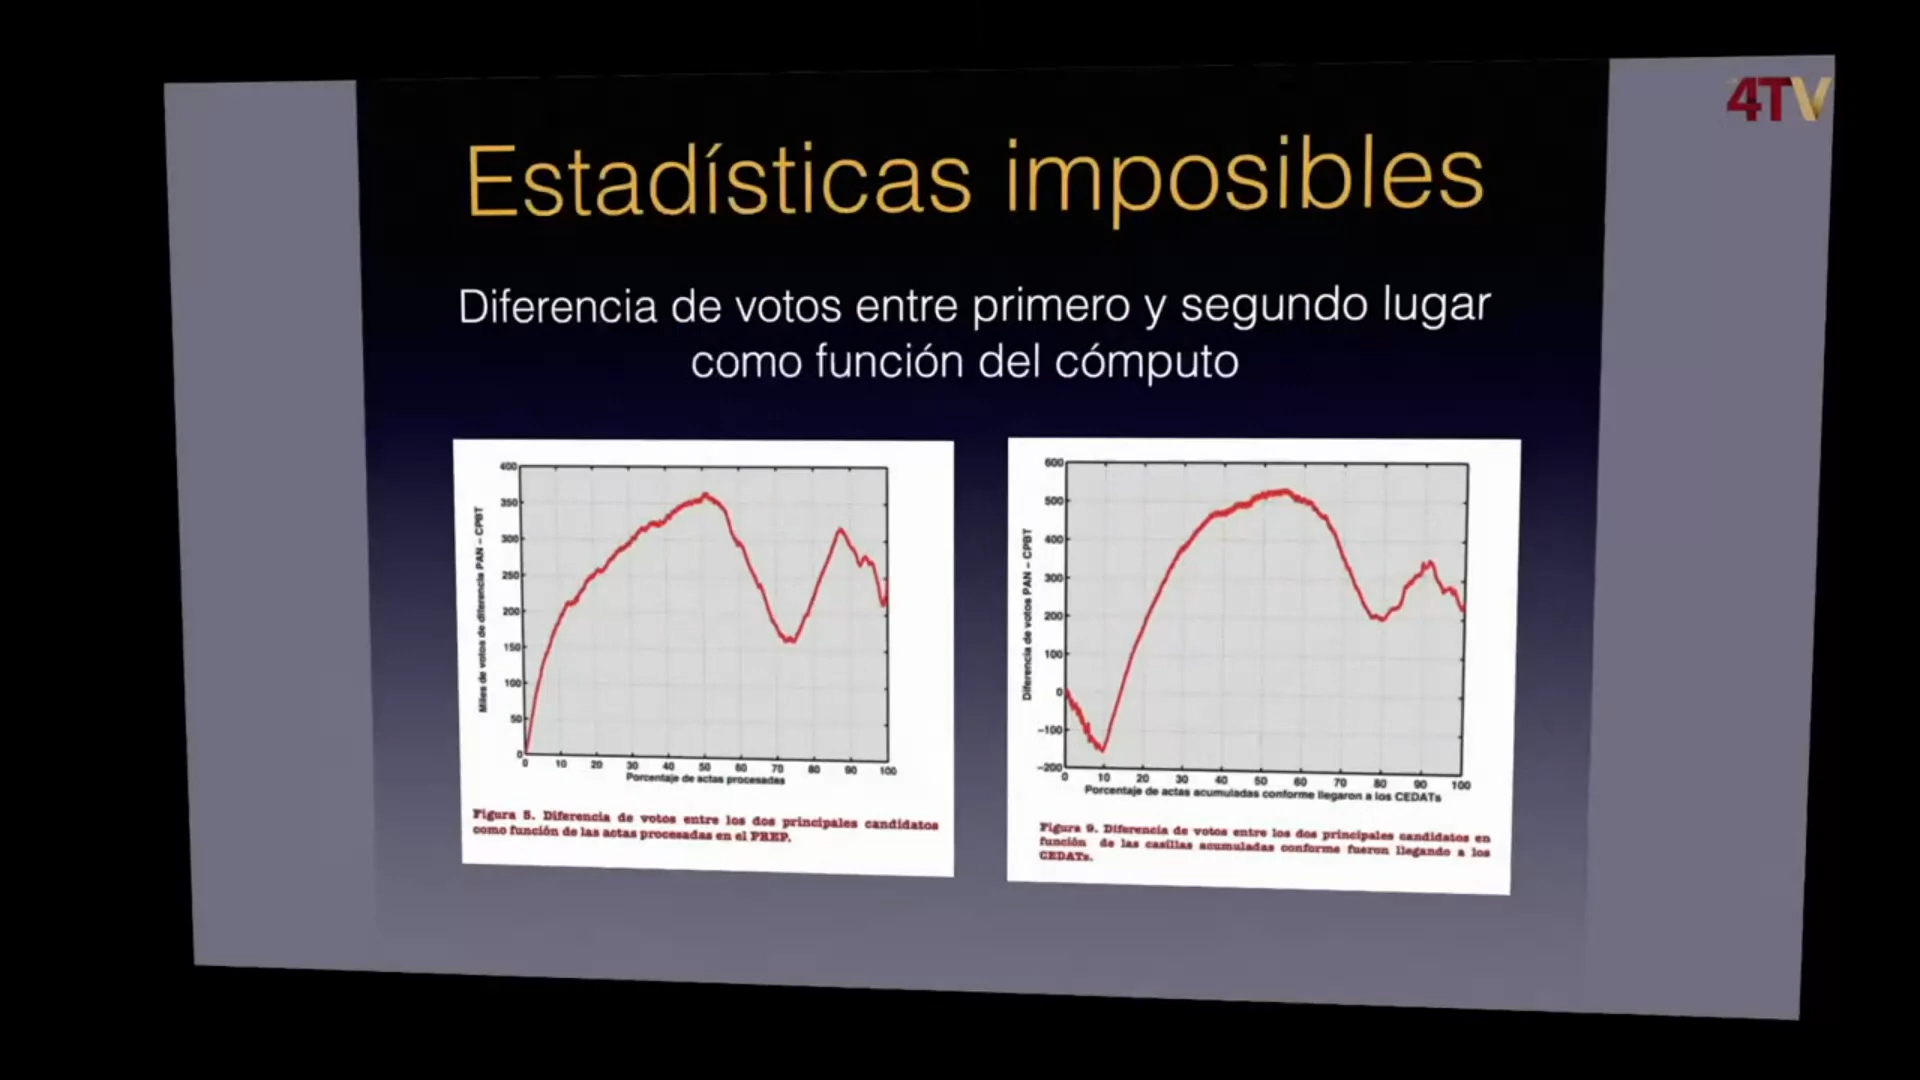 4TV
Estadísticas imposibles
Diferencia de votos entre primero y segundo lugar
como función del cómputo
400
350
300
250
200
150
100
50
0
Miles de votos de diferencia PAN – CPBT
0 10 20 30 40 50 60 70 80 90 100
Porcentaje de actas procesadas
Figura 5. Diferencia de votos entre los dos principales candidatos
como función de las actas procesadas en el PREP.
600
500
400
300
200
100
0
–100
–200
Diferencia de votos PAN – CPBT
0 10 20 30 40 50 60 70 80 90 100
Porcentaje de actas acumuladas conforme llegaron a los CEDATs
Figura 9. Diferencia de votos entre los dos principales candidatos en
función de las casillas acumuladas conforme fueron llegando a los
CEDATs.